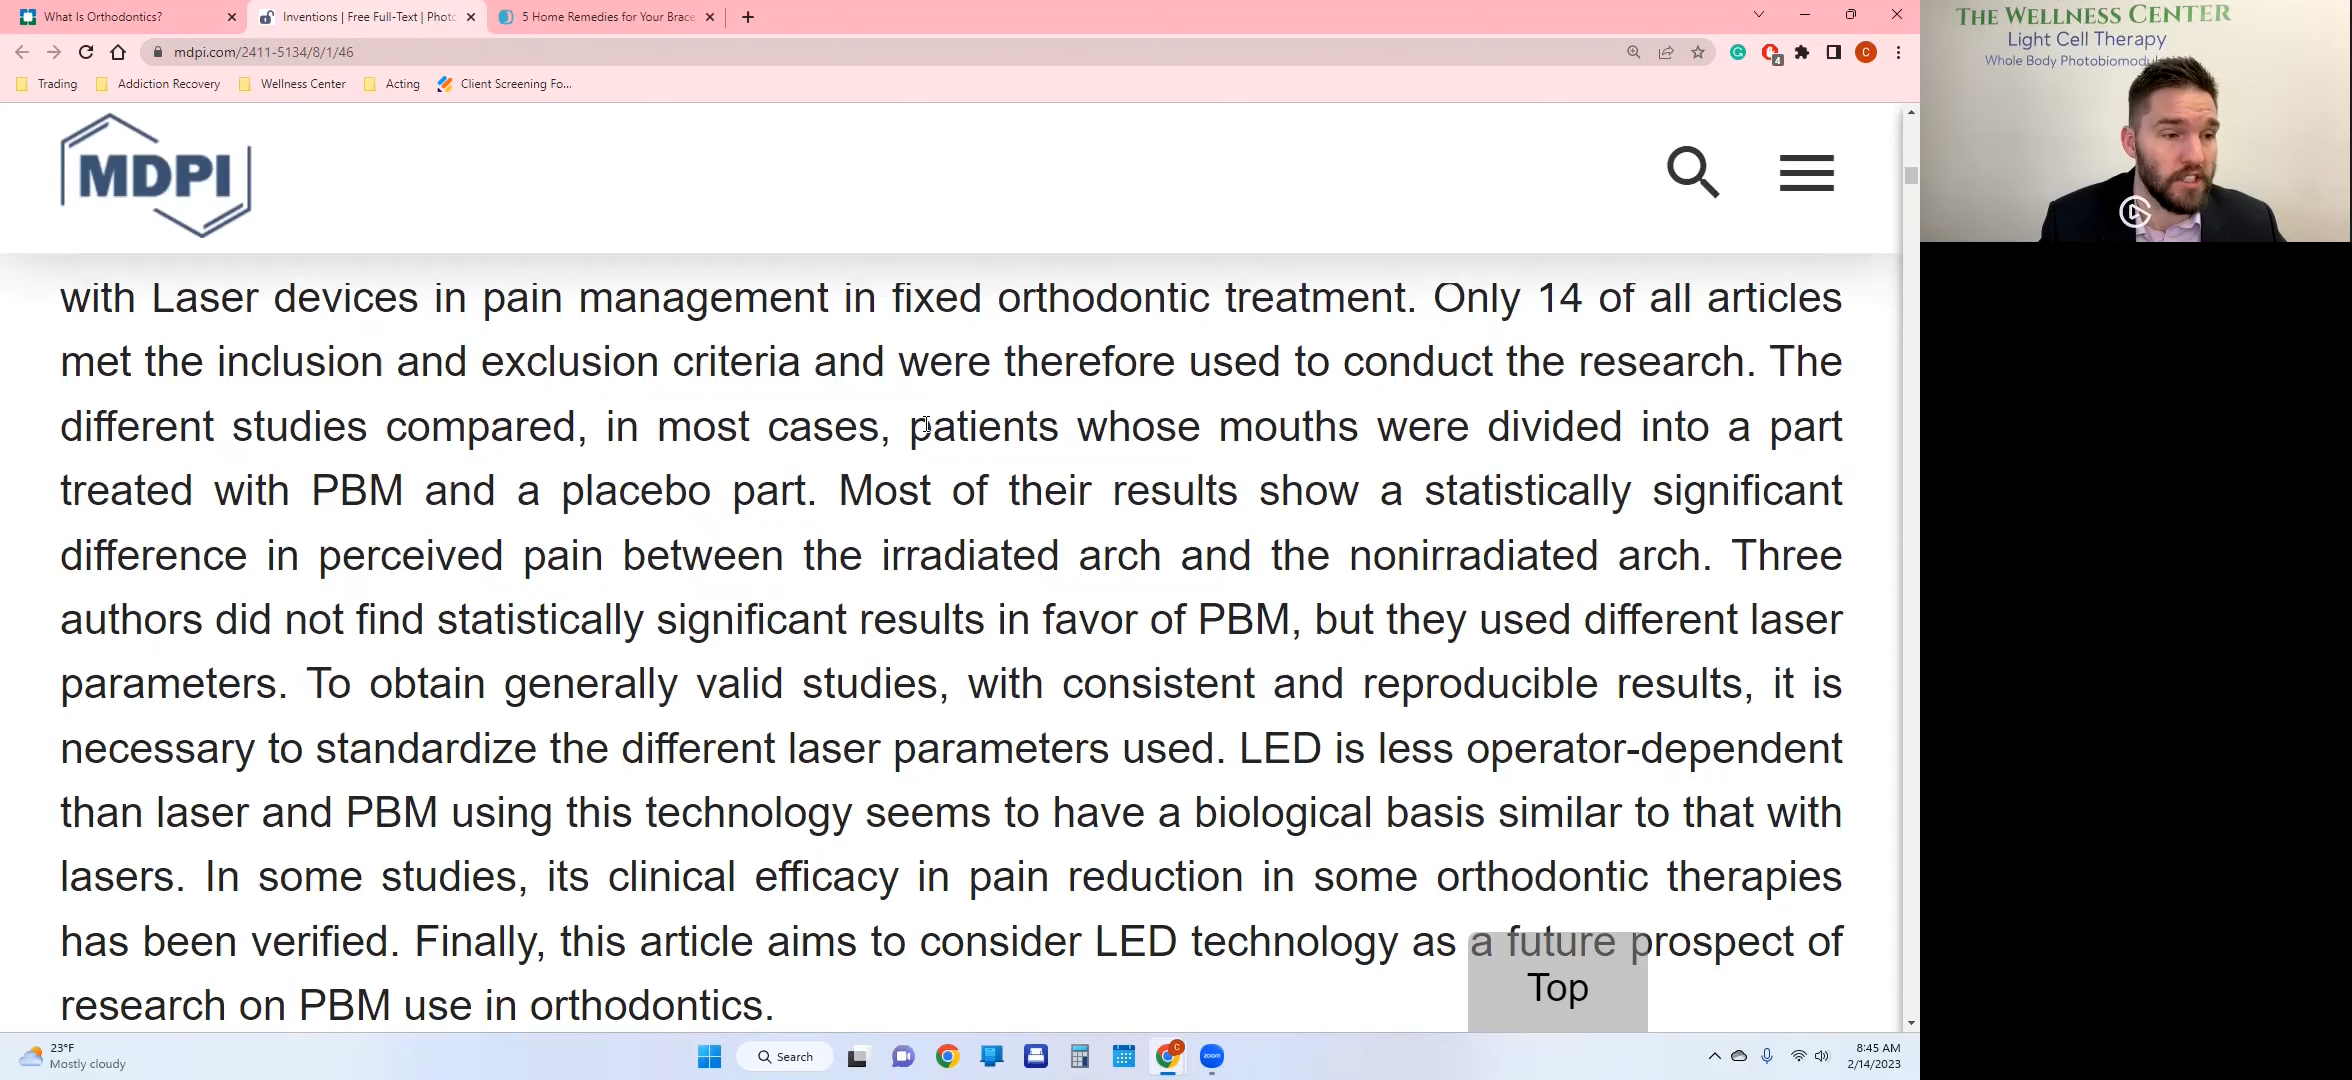 What Is Orthodontics?
Inventions | Free Full-Text | Photo
5 Home Remedies for Your Brace
mdpi.com/2411-5134/8/1/46
4
C
Trading
Addiction Recovery
Wellness Center
Acting
Client Screening Fo...
THE WELLNESS CENTER
Light Cell Therapy
Whole Body
MDPI
with Laser devices in pain management in fixed orthodontic treatment. Only 14 of all articles
met the inclusion and exclusion criteria and were therefore used to conduct the research. The
different studies compared, in most cases, patients whose mouths were divided into a part
treated with PBM and a placebo part. Most of their results show a statistically significant
difference in perceived pain between the irradiated arch and the nonirradiated arch. Three
authors did not find statistically significant results in favor of PBM, but they used different laser
parameters. To obtain generally valid studies, with consistent and reproducible results, it is
necessary to standardize the different laser parameters used. LED is less operator-dependent
than laser and PBM using this technology seems to have a biological basis similar to that with
lasers. In some studies, its clinical efficacy in pain reduction in some orthodontic therapies
has been verified. Finally, this article aims to consider LED technology as a future prospect of
research on PBM use in orthodontics.
Top
23°F
Mostly cloudy
Search
C
zoom
8:45 AM
2/14/2023